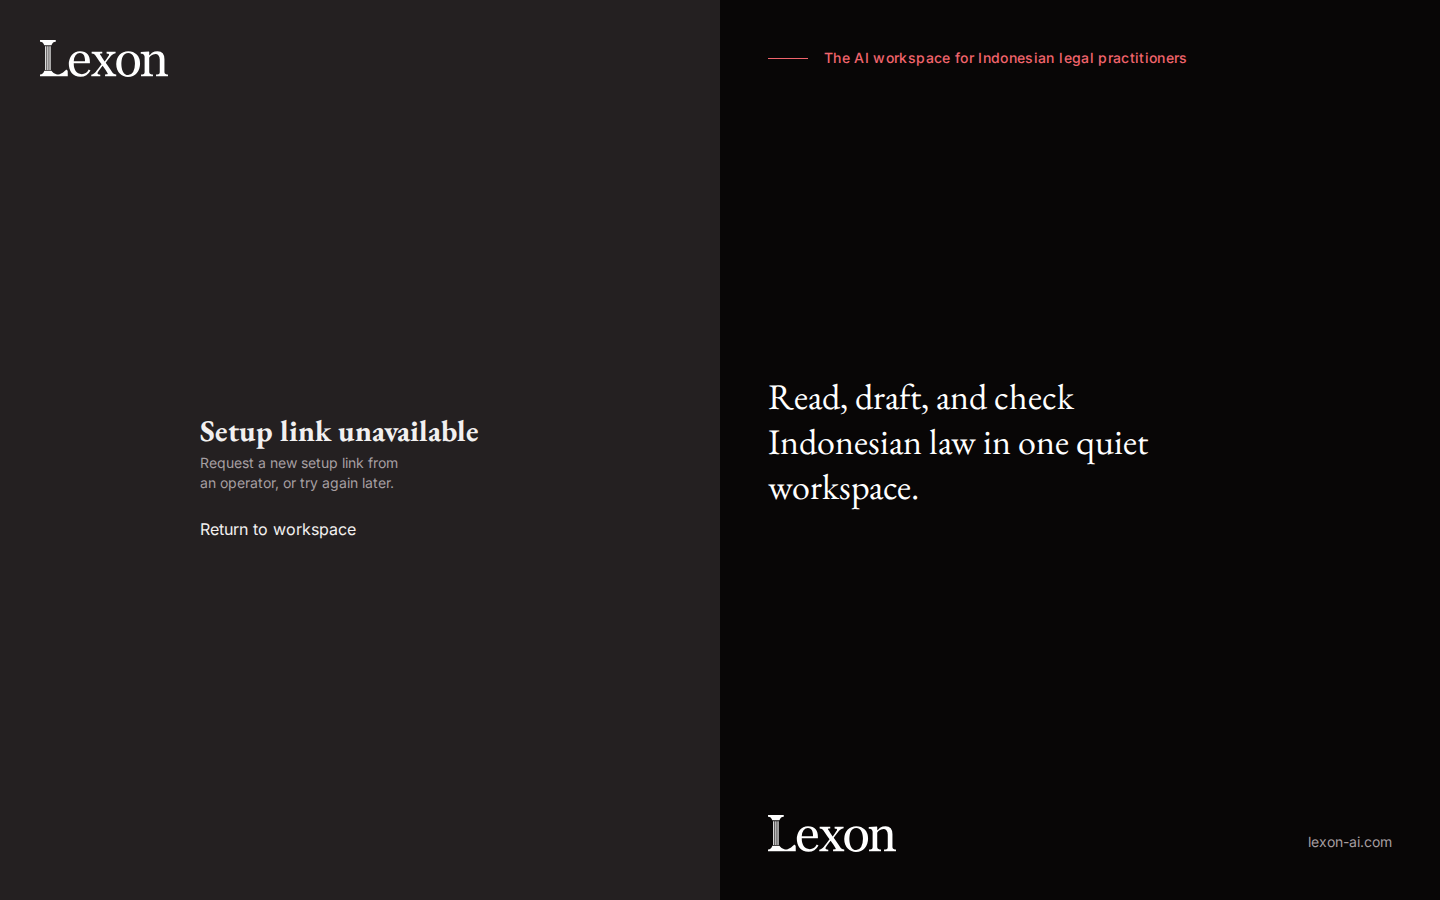 Lexon
Setup link unavailable
Request a new setup link from
an operator, or try again later.
Return to workspace
The AI workspace for Indonesian legal practitioners
Read, draft, and check
Indonesian law in one quiet
workspace.
Lexon
lexon-ai.com